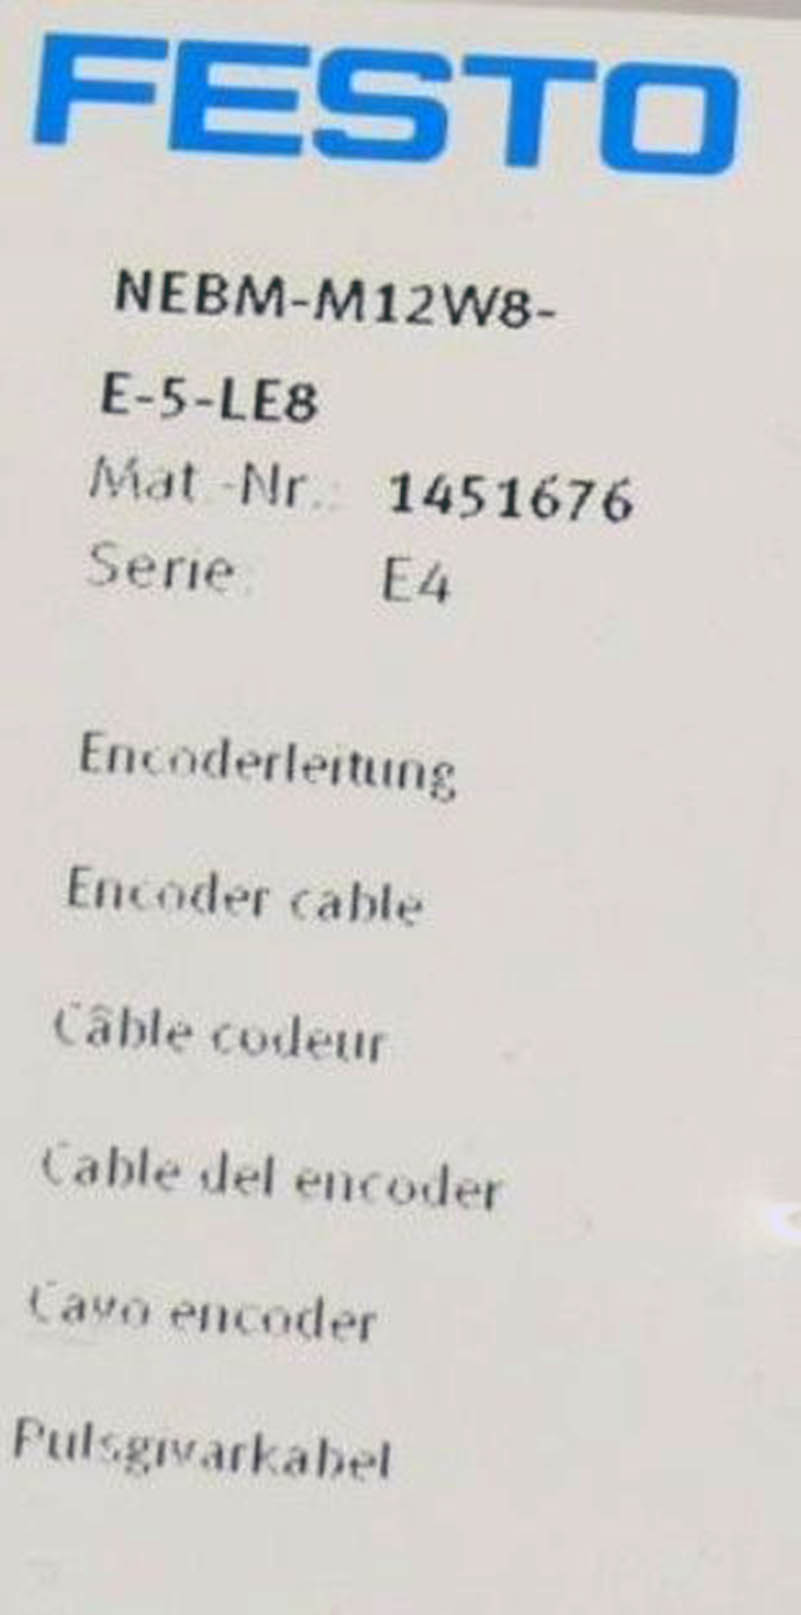 FESTO
NEBM-M12W8-
E-5-LE8
Mat.-Nr.: 1451676
Serie: E4
Encoderleitung
Encoder cable
Câble codeur
Cable del encoder
Cavo encoder
Pulsgivarkabel